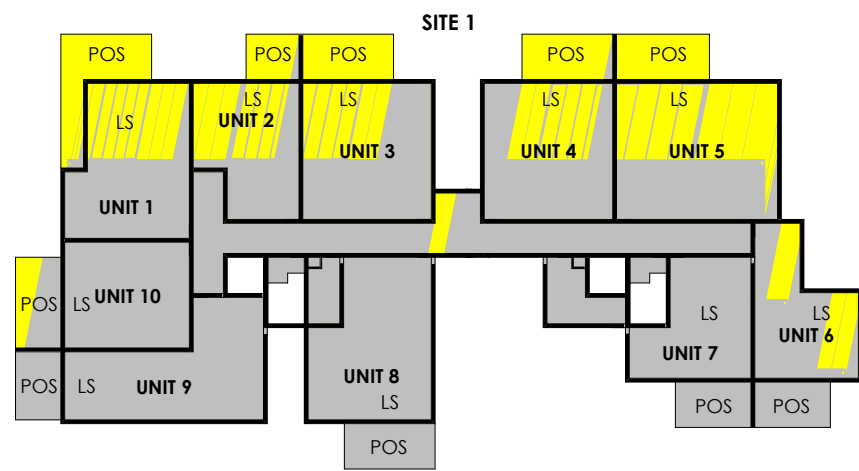 SITE 1
POS
POS
POS
POS
POS
LS
LS
UNIT 2
LS
UNIT 3
LS
UNIT 4
LS
UNIT 5
UNIT 1
POS
LS
UNIT 10
LS
UNIT 7
LS
UNIT 6
POS
LS
UNIT 9
UNIT 8
LS
POS
POS
POS